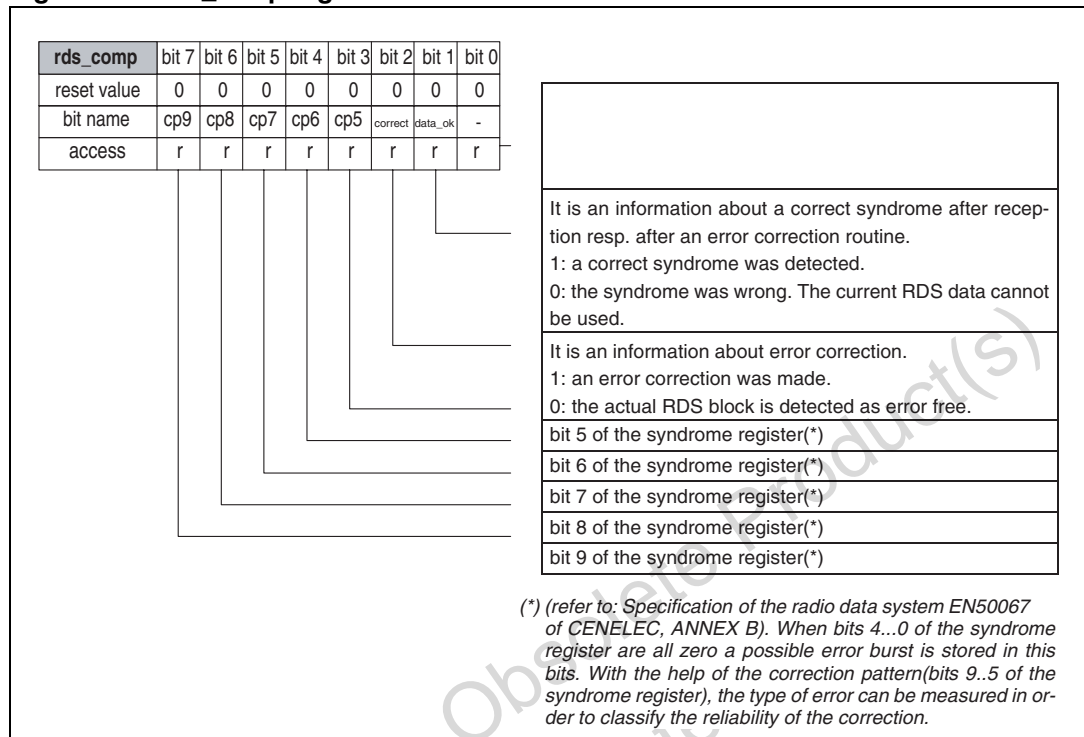 rds_comp bit 7 bit 6 bit 5 bit 4 bit 3 bit 2 bit 1 bit 0
reset value 0 0 0 0 0 0 0 0
bit name cp9 cp8 cp7 cp6 cp5 correct data_ok -
access r r r r r r r r
It is an information about a correct syndrome after recep-
tion resp. after an error correction routine.
1: a correct syndrome was detected.
0: the syndrome was wrong. The current RDS data cannot
be used.
It is an information about error correction.
1: an error correction was made.
0: the actual RDS block is detected as error free.
bit 5 of the syndrome register(*)
bit 6 of the syndrome register(*)
bit 7 of the syndrome register(*)
bit 8 of the syndrome register(*)
bit 9 of the syndrome register(*)
(*) (refer to: Specification of the radio data system EN50067
of CENELEC, ANNEX B). When bits 4...0 of the syndrome
register are all zero a possible error burst is stored in this
bits. With the help of the correction pattern(bits 9..5 of the
syndrome register), the type of error can be measured in or-
der to classify the reliability of the correction.
Obsolete Product(s)